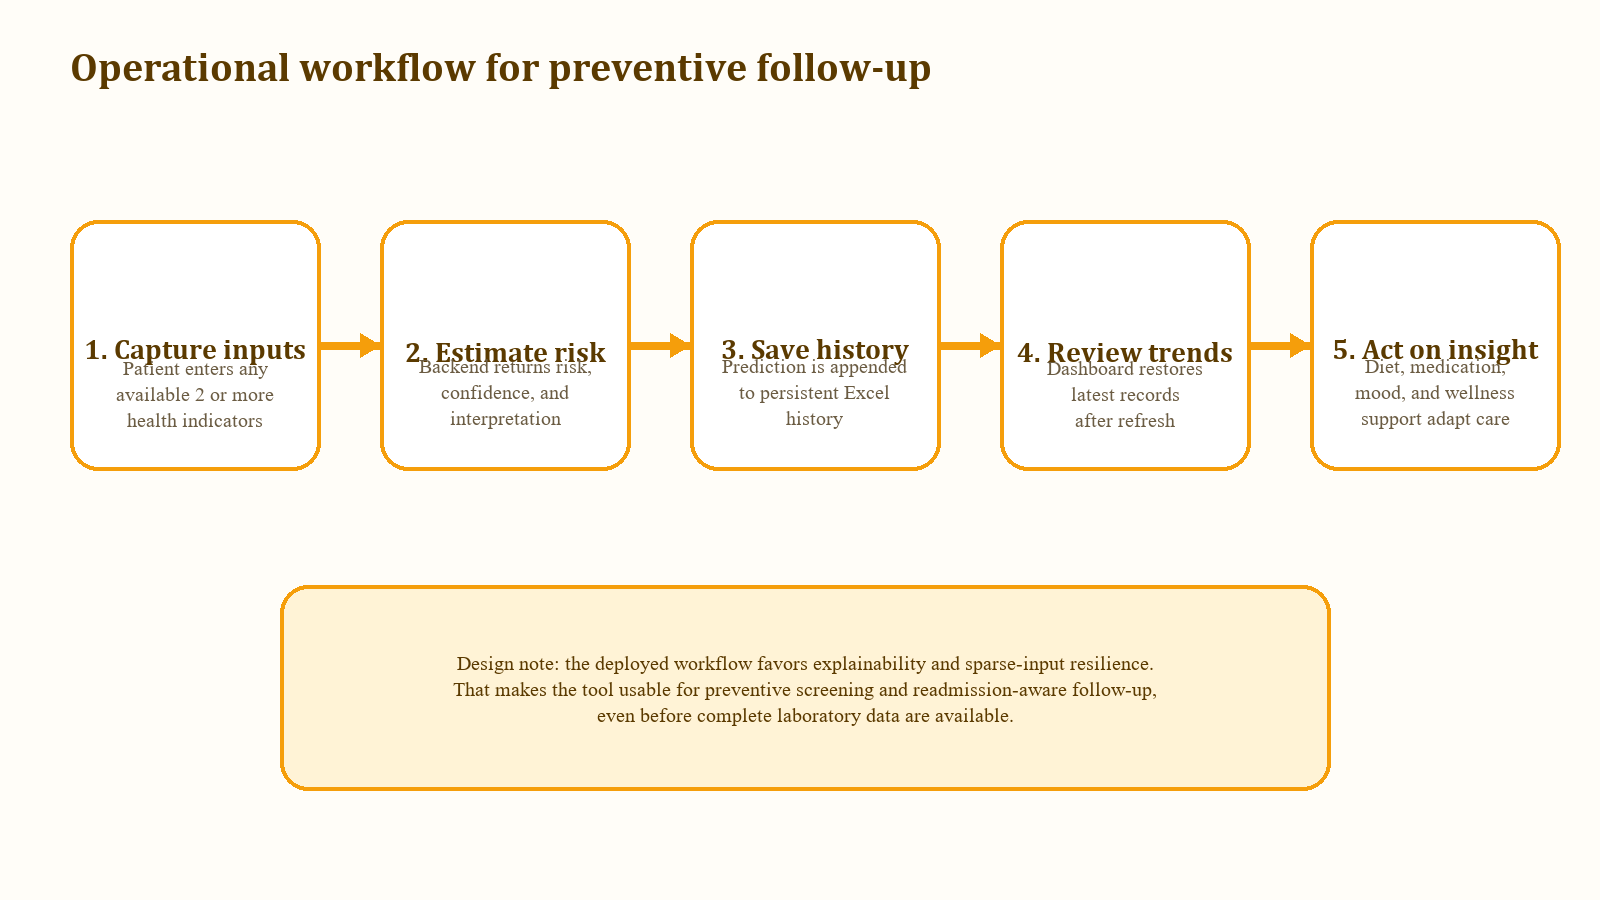 Operational workflow for preventive follow-up
1. Capture inputs
Patient enters any
available 2 or more
health indicators
2. Estimate risk
Backend returns risk,
confidence, and
interpretation
3. Save history
Prediction is appended
to persistent Excel
history
4. Review trends
Dashboard restores
latest records
after refresh
5. Act on insight
Diet, medication,
mood, and wellness
support adapt care
Design note: the deployed workflow favors explainability and sparse-input resilience.
That makes the tool usable for preventive screening and readmission-aware follow-up,
even before complete laboratory data are available.